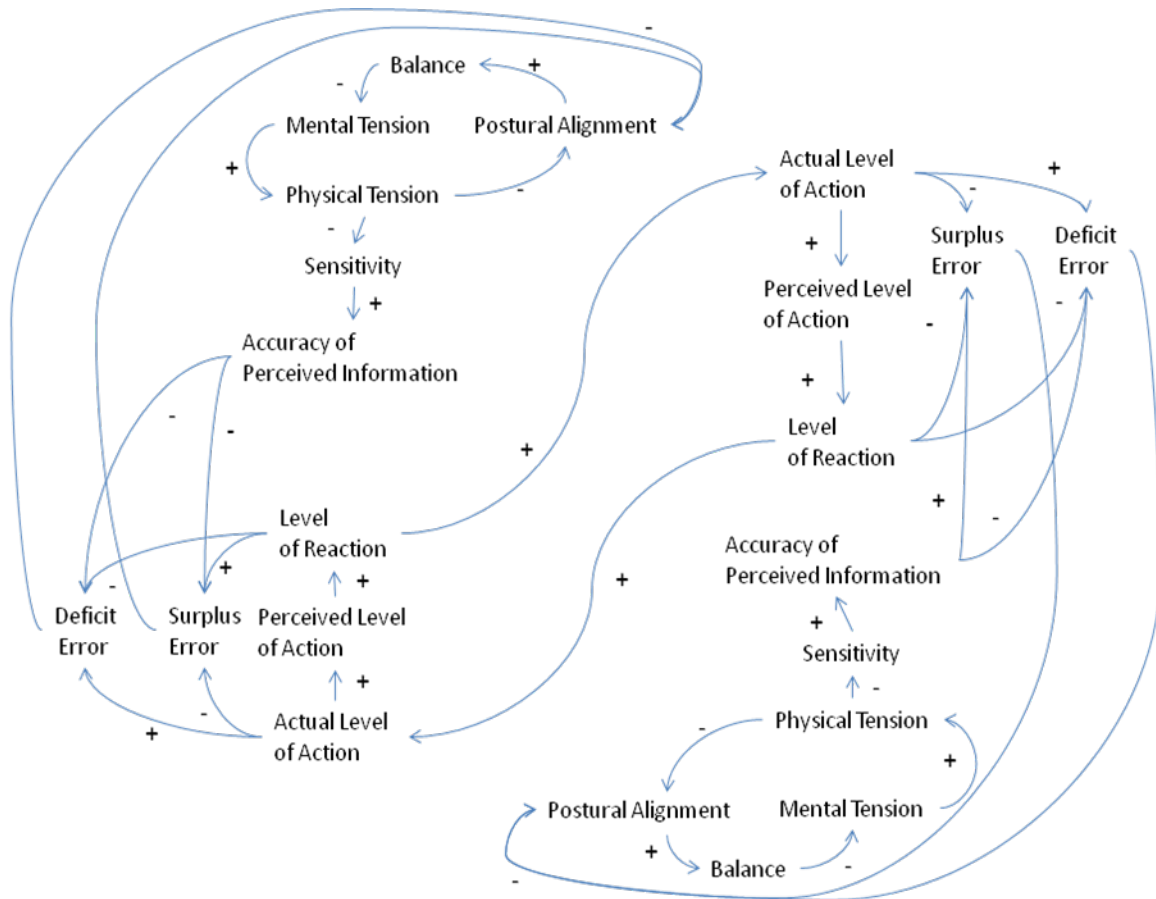 -
Balance
+
-
Mental Tension
Postural Alignment
+
Physical Tension
-
-
Sensitivity
+
Accuracy of
Perceived Information
-
-
Level
of Reaction
+
-
+
+
Deficit
Error
Surplus
Error
Perceived Level
of Action
+
-
+
Actual Level
of Action
Actual Level
of Action
-
+
Surplus
Error
Deficit
Error
+
Perceived Level
of Action
-
-
+
Level
of Reaction
+
+
-
Accuracy of
Perceived Information
+
Sensitivity
-
Physical Tension
-
+
Postural Alignment
Mental Tension
+
Balance
-
-